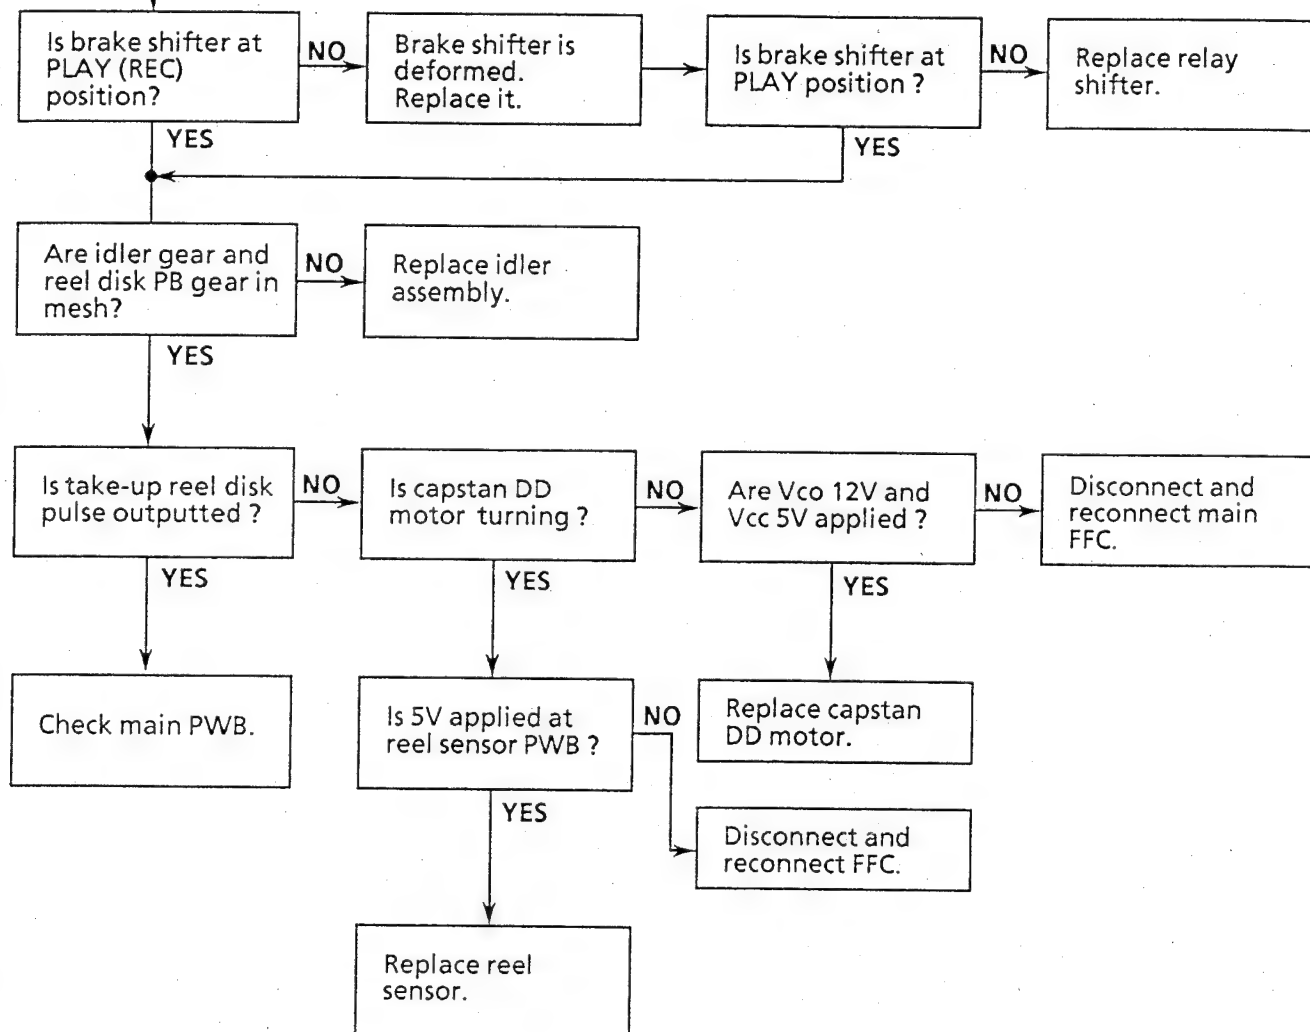 Is brake shifter at
PLAY (REC)
position?
NO
Brake shifter is
deformed.
Replace it.
Is brake shifter at
PLAY position ?
NO
Replace relay
shifter.
YES
YES
Are idler gear and
reel disk PB gear in
mesh?
NO
Replace idler
assembly.
YES
Is take-up reel disk
pulse outputted ?
NO
Is capstan DD
motor turning ?
NO
Are Vco 12V and
Vcc 5V applied ?
NO
Disconnect and
reconnect main
FFC.
YES
YES
YES
Check main PWB.
Is 5V applied at
reel sensor PWB ?
NO
Replace capstan
DD motor.
YES
Disconnect and
reconnect FFC.
Replace reel
sensor.